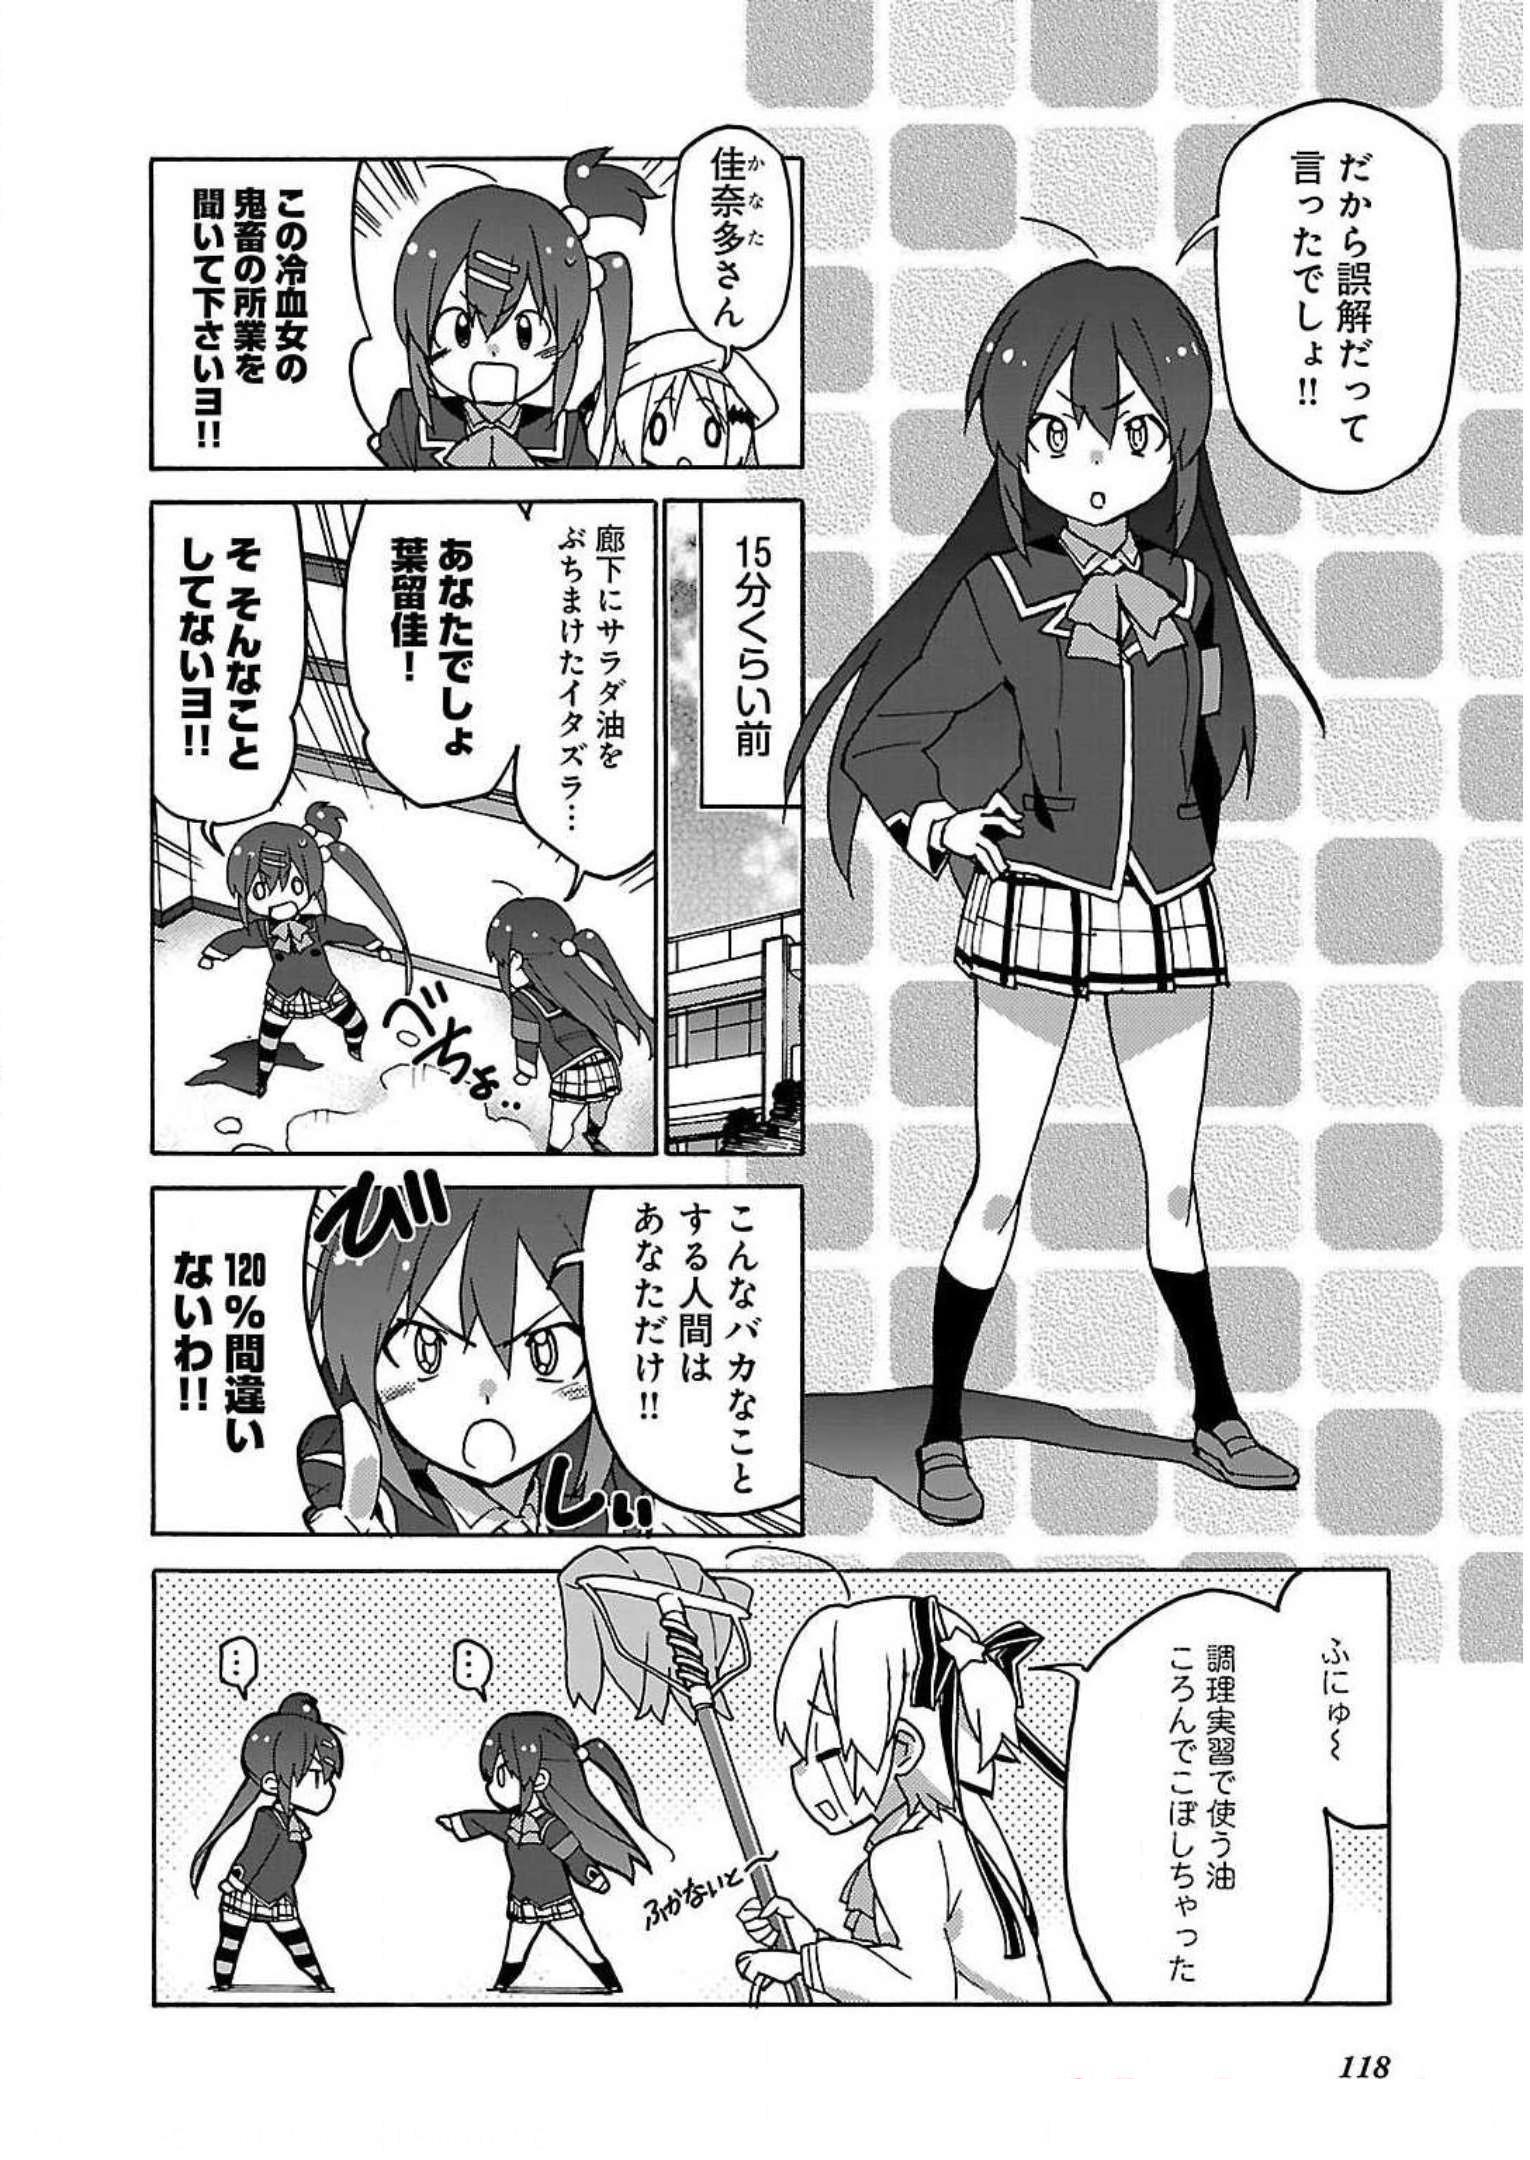 だから誤解だって
言ったでしょ!!
佳奈多さん
かなた
この冷血女の
鬼畜の所業を
聞いて下さいヨ!!
15分くらい前
廊下にサラダ油を
ぶちまけたイタズラ…
あなたでしょ
葉留佳!
そ そんなこと
してないヨ!!
べちょ‥
こんなバカなこと
する人間は
あなただけ!!
びしぃ
120%間違い
ないわ!!
ふにゅ〜
調理実習で使う油
ころんでこぼしちゃった
ふかないと〜
…
…
118